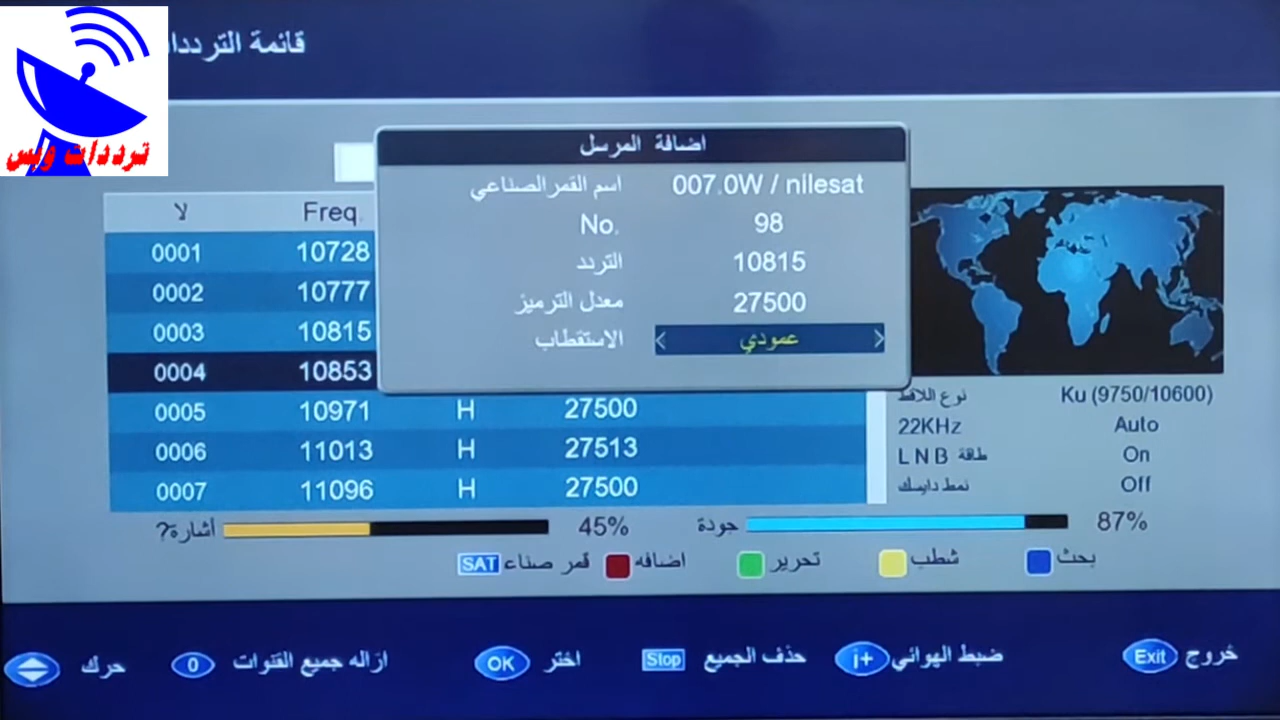 قائمة الترددا
ترددات ويس
اضافة المرسل
اسم القمر الصناعي 007.0W / nilesat
No. 98
التردد 10815
معدل الترميز 27500
الاستقطاب عمودي
لا Freq.
0001 10728
0002 10777
0003 10815
0004 10853
0005 10971 H 27500
0006 11013 H 27513
0007 11096 H 27500
نوع اللاقط Ku (9750/10600)
22KHz Auto
طاقة LNB On
نمط دايسك Off
أشارة? 45% جودة 87%
SAT قمر صناء اضافه تحرير شطب بحث
حرك 0 ازاله جميع القنوات OK اختر Stop حذف الجميع i+ ضبط الهوائي Exit خروج